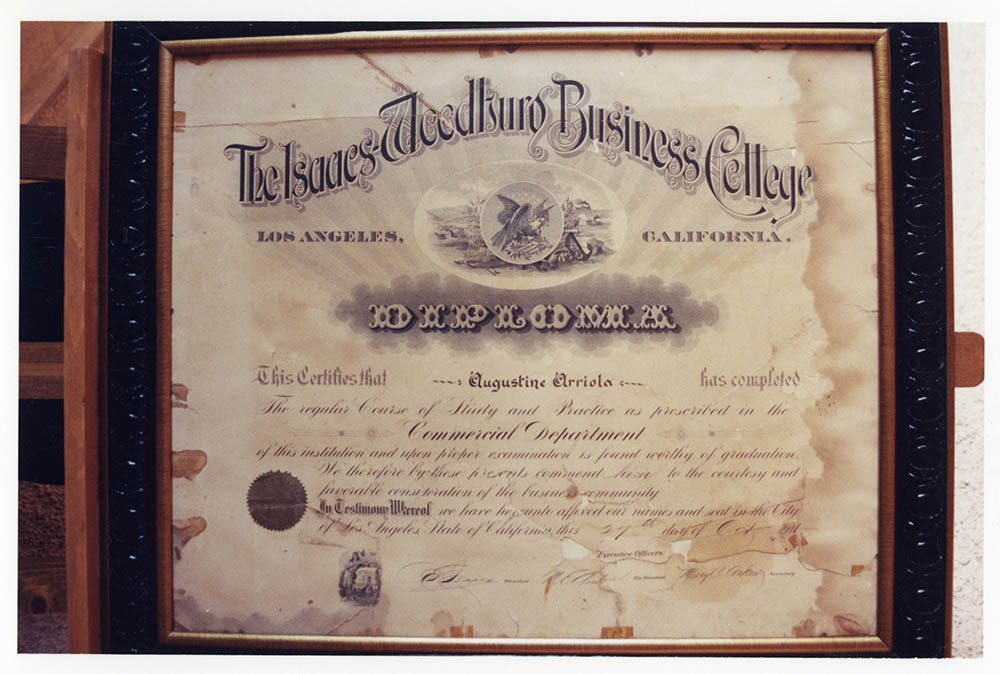 The Isaacs-Woodbury Business College
LOS ANGELES, CALIFORNIA.
DIPLOMA
This Certifies that Augustine Arriola has completed
The regular Course of Study and Practice as prescribed in the
Commercial Department
of this institution and upon proper examination is found worthy of graduation.
We therefore by these presents commend him to the courtesy and
favorable consideration of the business community
In Testimony Whereof we have hereunto affixed our names and seal in the City
of Los Angeles, State of California, this 27th day of Oct
Executive Officers.
President Vice President Secretary